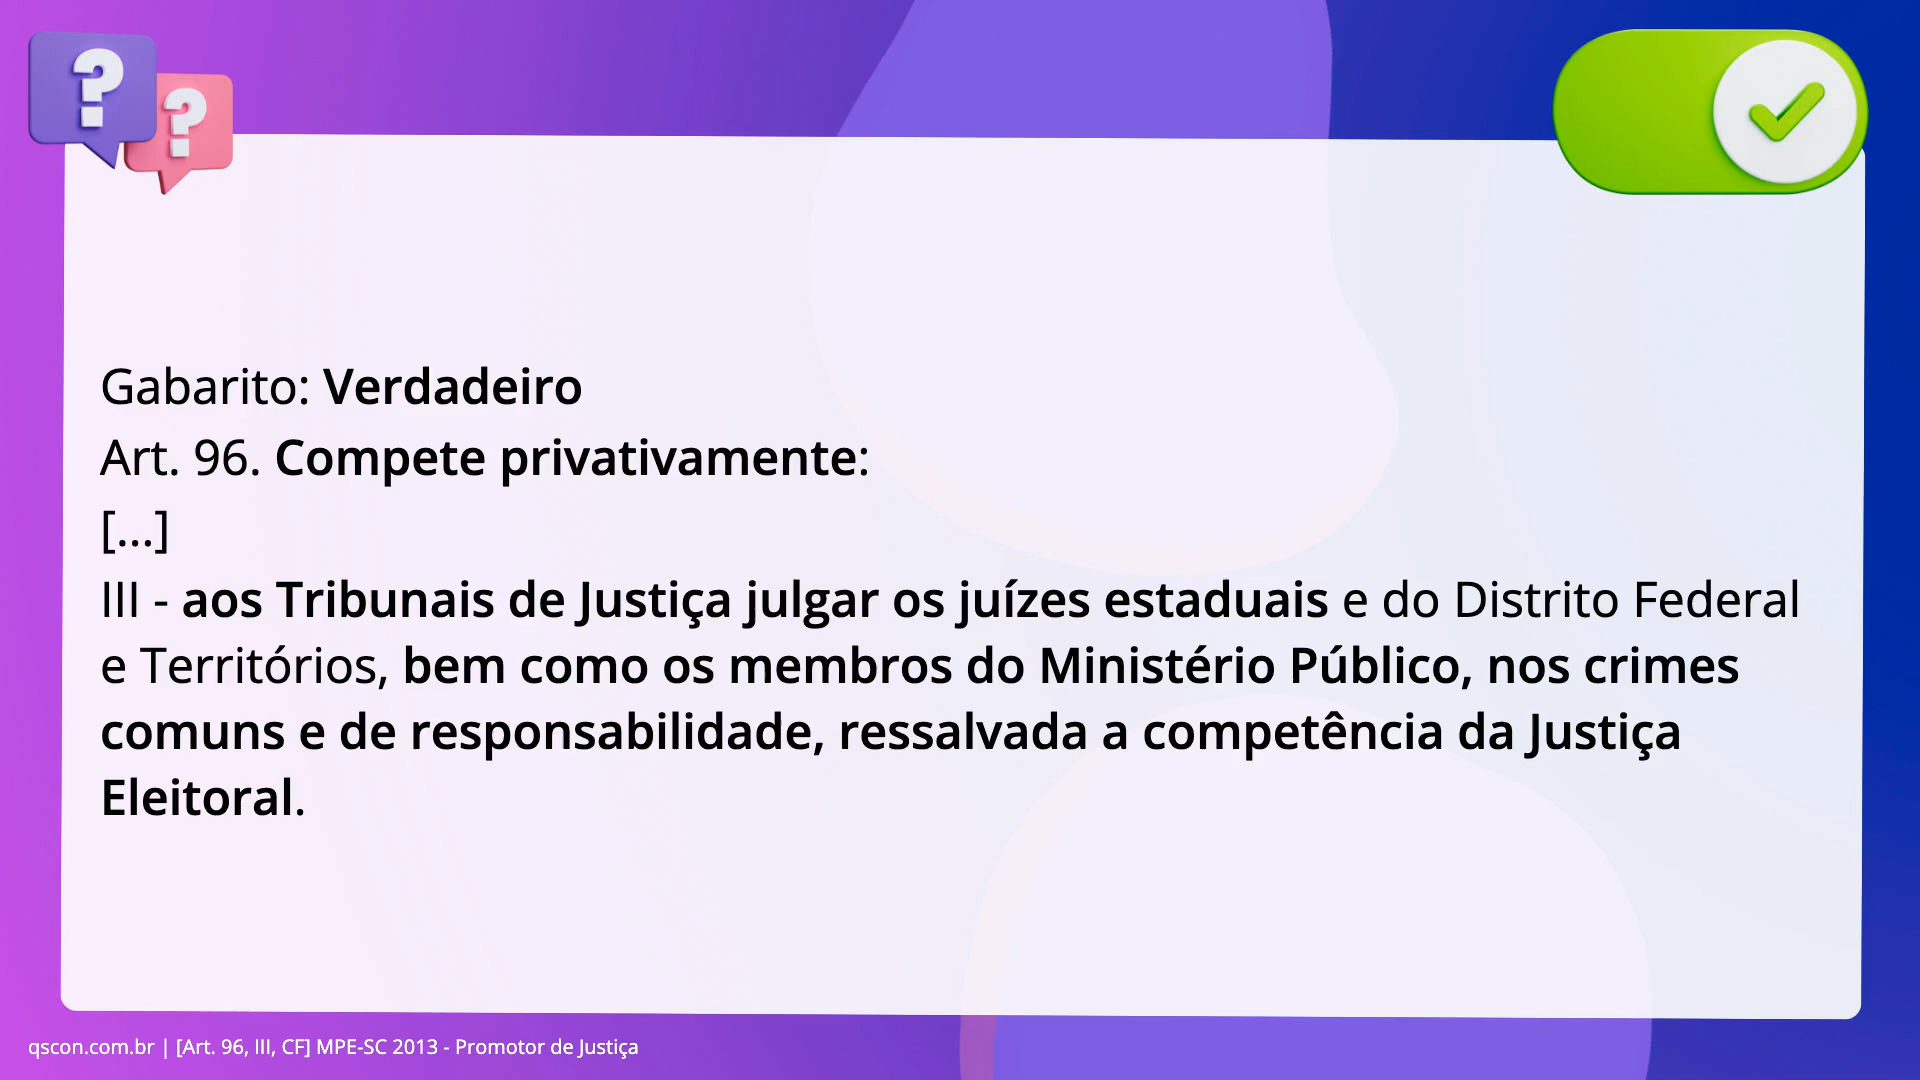 Gabarito: Verdadeiro
Art. 96. Compete privativamente:
[...]
III - aos Tribunais de Justiça julgar os juízes estaduais e do Distrito Federal
e Territórios, bem como os membros do Ministério Público, nos crimes
comuns e de responsabilidade, ressalvada a competência da Justiça
Eleitoral.
qscon.com.br | [Art. 96, III, CF] MPE-SC 2013 - Promotor de Justiça